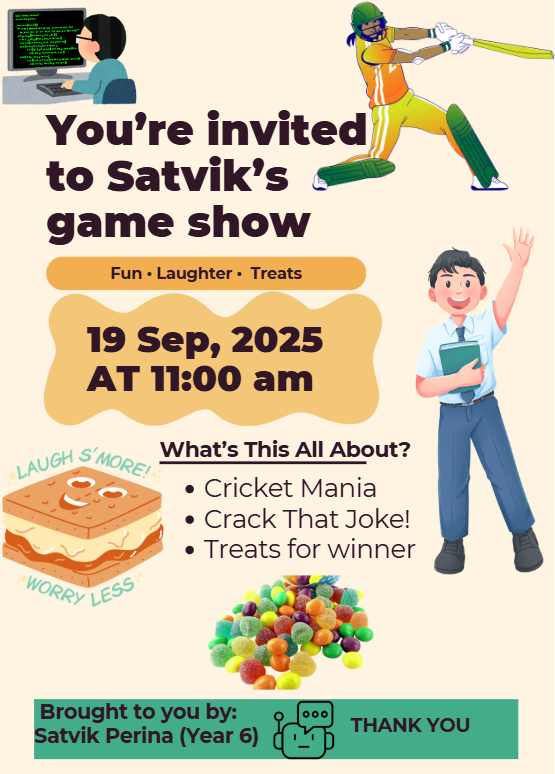 You’re invited
to Satvik’s
game show
Fun • Laughter • Treats
19 Sep, 2025
AT 11:00 am
What’s This All About?
LAUGH S’MORE!
WORRY LESS
• Cricket Mania
• Crack That Joke!
• Treats for winner
Brought to you by:
Satvik Perina (Year 6)
THANK YOU